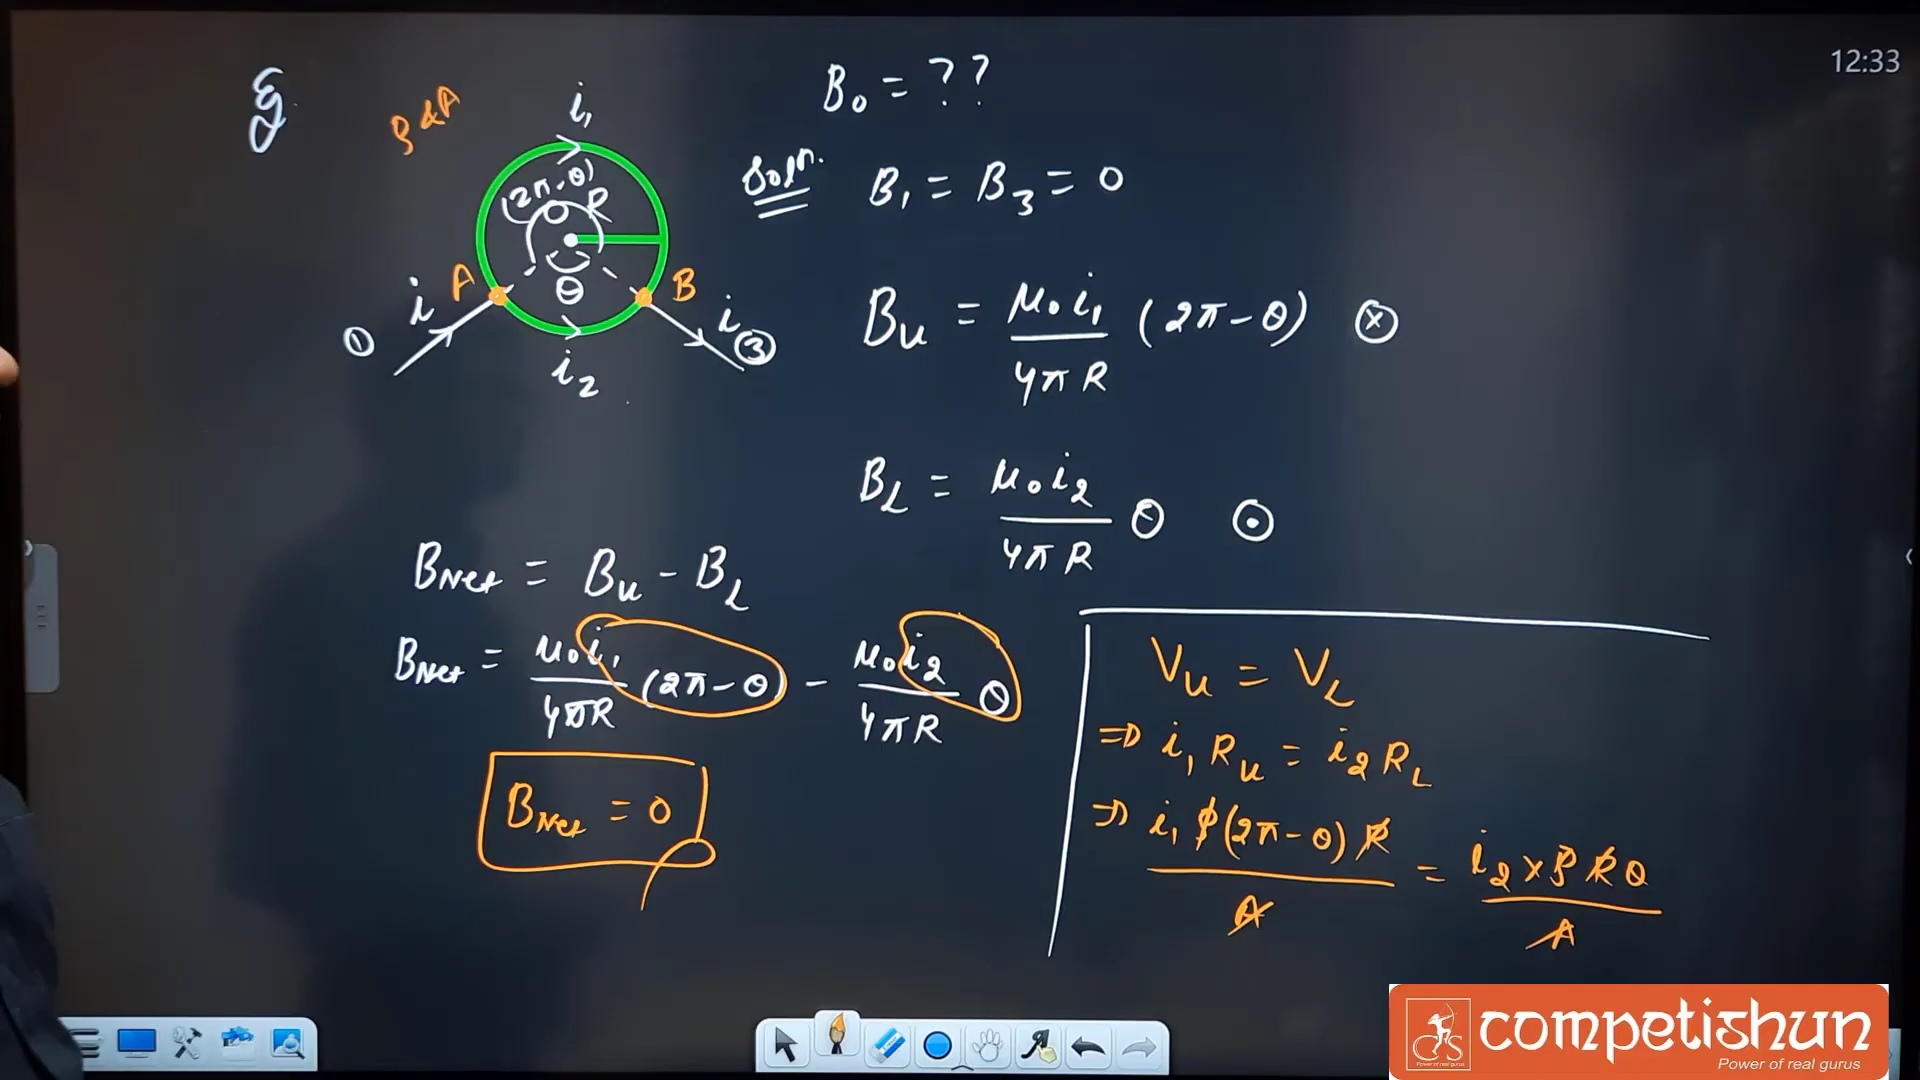 12:33
Eg
ρ & A
i₁
(2π-θ)
R
θ
A
B
i
i
①
③
i₂
B₀ = ??
Solⁿ.
B₁ = B₃ = 0
Bᵤ = μ₀i₁/4πR (2π-θ) ⊗
B_L = μ₀i₂/4πR θ ⊙
B_Net = Bᵤ - B_L
B_Net = μ₀i₁/4πR (2π-θ) - μ₀i₂/4πR θ
B_Net = 0
Vᵤ = V_L
⇒ i₁Rᵤ = i₂R_L
⇒ i₁ρ(2π-θ)R/A = i₂×ρRθ/A
competishun
Power of real gurus